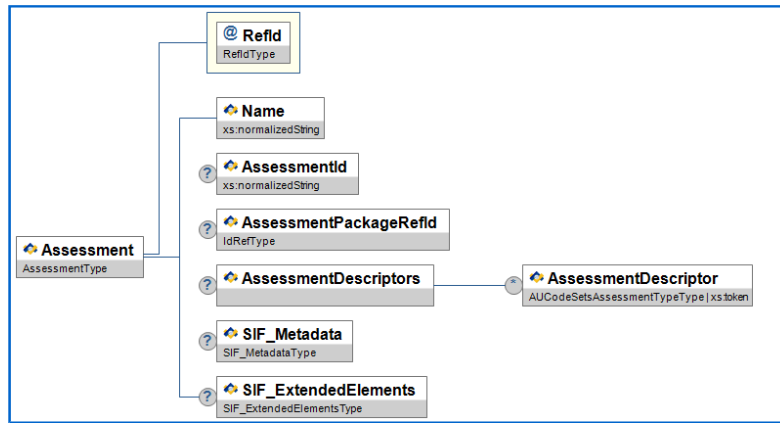 @ RefId
RefIdType
Name
xs:normalizedString
? AssessmentId
xs:normalizedString
? AssessmentPackageRefId
IdRefType
Assessment
AssessmentType
? AssessmentDescriptors
* AssessmentDescriptor
AUCodeSetsAssessmentTypeType|xs:token
? SIF_Metadata
SIF_MetadataType
? SIF_ExtendedElements
SIF_ExtendedElementsType